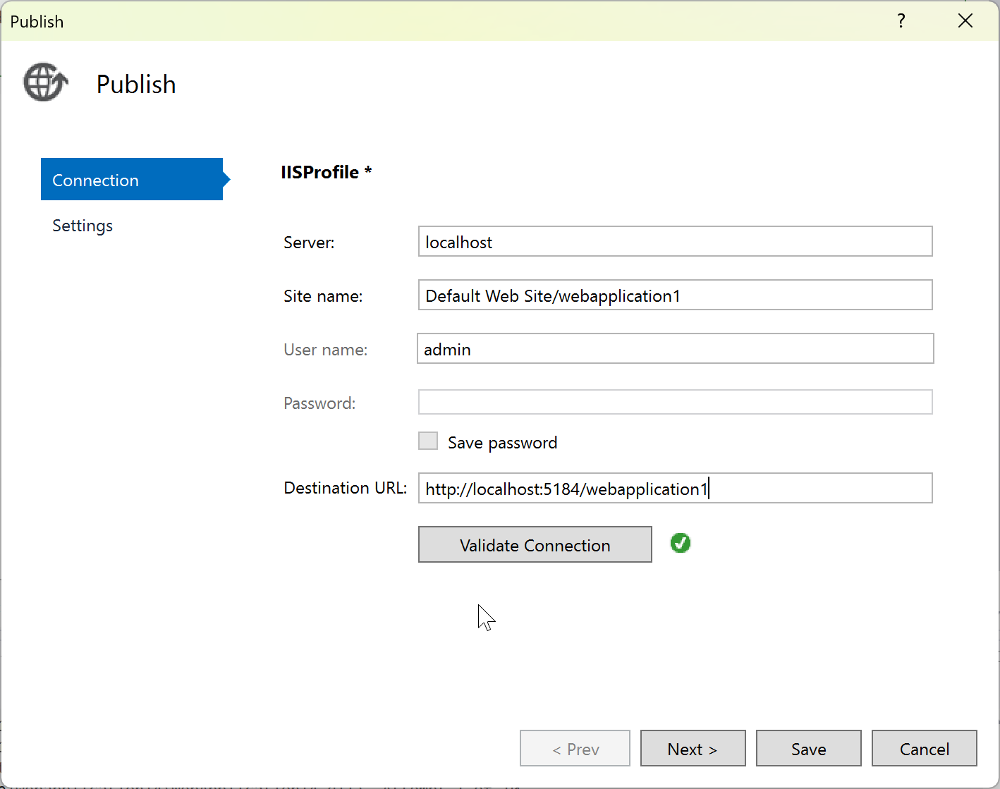 Publish
?
Publish
Connection
Settings
IISProfile *
Server:
localhost
Site name:
Default Web Site/webapplication1
User name:
admin
Password:
Save password
Destination URL:
http://localhost:5184/webapplication1
Validate Connection
< Prev
Next >
Save
Cancel